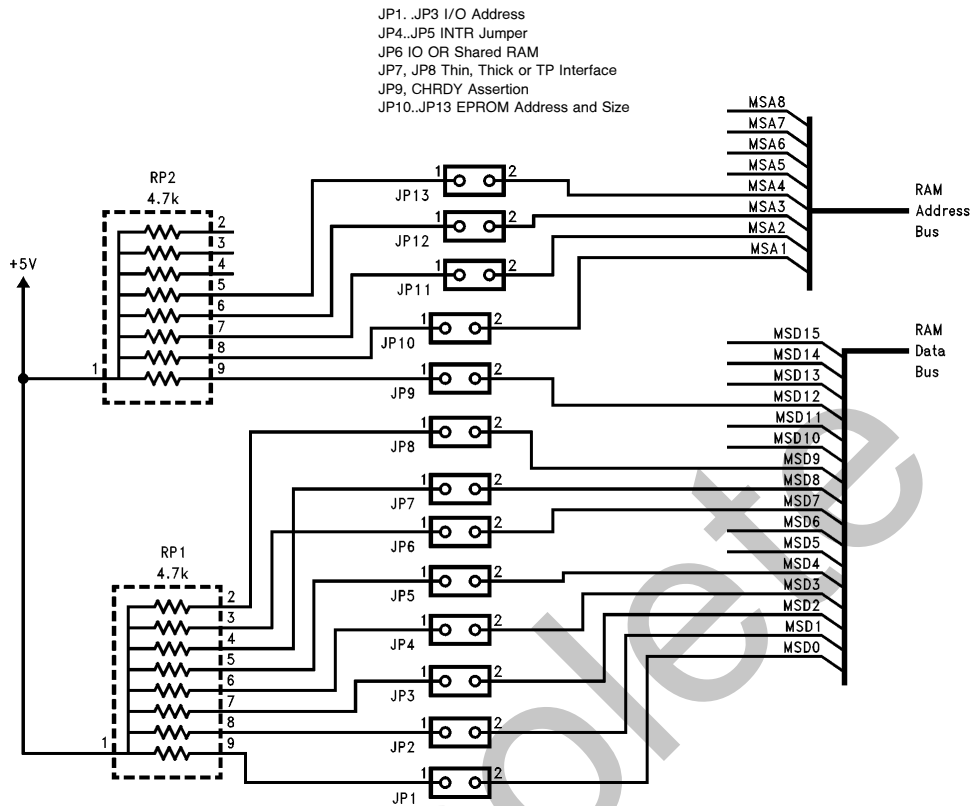 JP1. .JP3 I/O Address
JP4..JP5 INTR Jumper
JP6 IO OR Shared RAM
JP7, JP8 Thin, Thick or TP Interface
JP9, CHRDY Assertion
JP10..JP13 EPROM Address and Size
MSA8
MSA7
MSA6
MSA5
MSA4
MSA3
MSA2
MSA1
RAM
Address
Bus
RP2
4.7k
2
3
4
5
6
7
8
1
9
+5V
1 2
JP13
1 2
JP12
1 2
JP11
1 2
JP10
1 2
JP9
1 2
JP8
1 2
JP7
1 2
JP6
1 2
JP5
1 2
JP4
1 2
JP3
1 2
JP2
1 2
JP1
RAM
Data
Bus
MSD15
MSD14
MSD13
MSD12
MSD11
MSD10
MSD9
MSD8
MSD7
MSD6
MSD5
MSD4
MSD3
MSD2
MSD1
MSD0
RP1
4.7k
2
3
4
5
6
7
8
1
9
olete